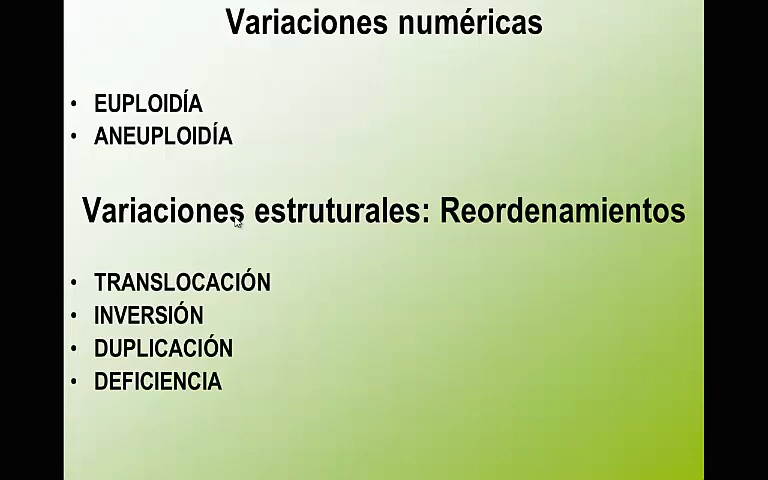 Variaciones numéricas
• EUPLOIDÍA
• ANEUPLOIDÍA
Variaciones estruturales: Reordenamientos
• TRANSLOCACIÓN
• INVERSIÓN
• DUPLICACIÓN
• DEFICIENCIA